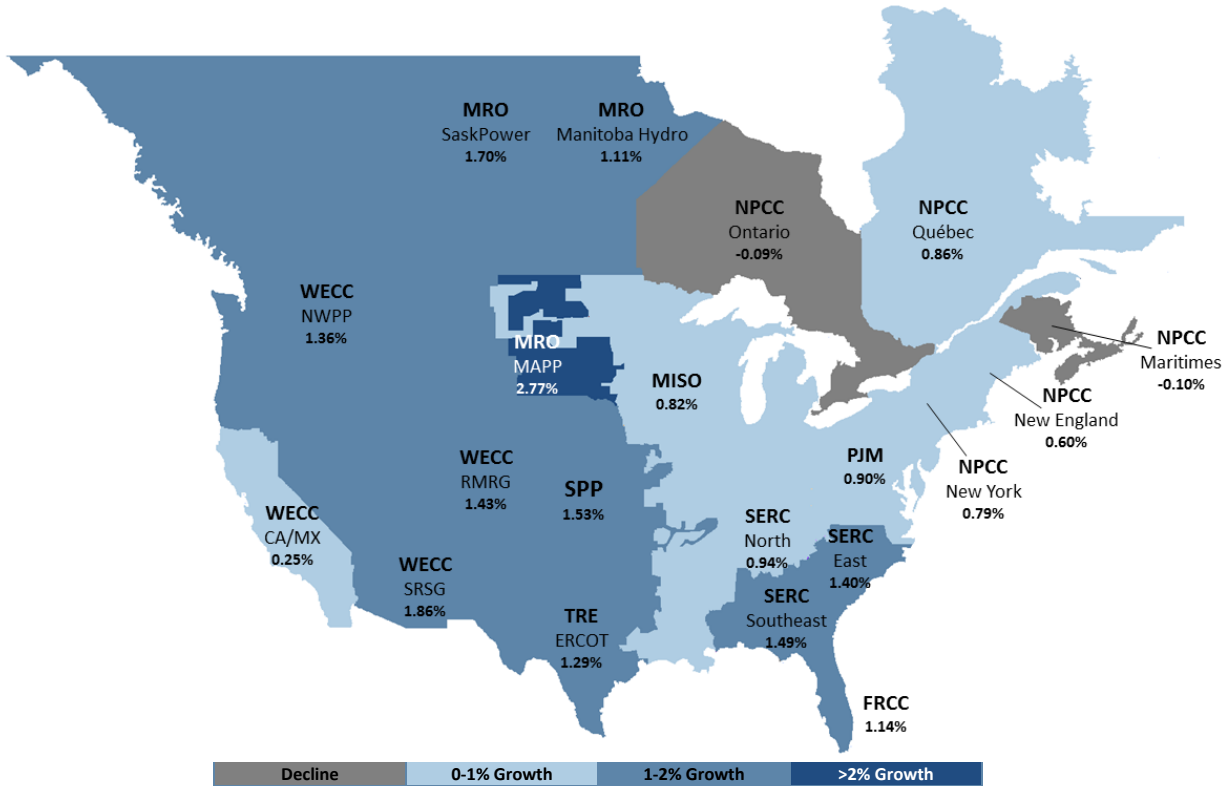 MRO
SaskPower
1.70%
MRO
Manitoba Hydro
1.11%
NPCC
Ontario
-0.09%
NPCC
Québec
0.86%
WECC
NWPP
1.36%
MRO
MAPP
2.77%
MISO
0.82%
NPCC
Maritimes
-0.10%
NPCC
New England
0.60%
NPCC
New York
0.79%
PJM
0.90%
WECC
RMRG
1.43%
SPP
1.53%
WECC
CA/MX
0.25%
SERC
North
0.94%
SERC
East
1.40%
WECC
SRSG
1.86%
SERC
Southeast
1.49%
TRE
ERCOT
1.29%
FRCC
1.14%
Decline
0-1% Growth
1-2% Growth
>2% Growth